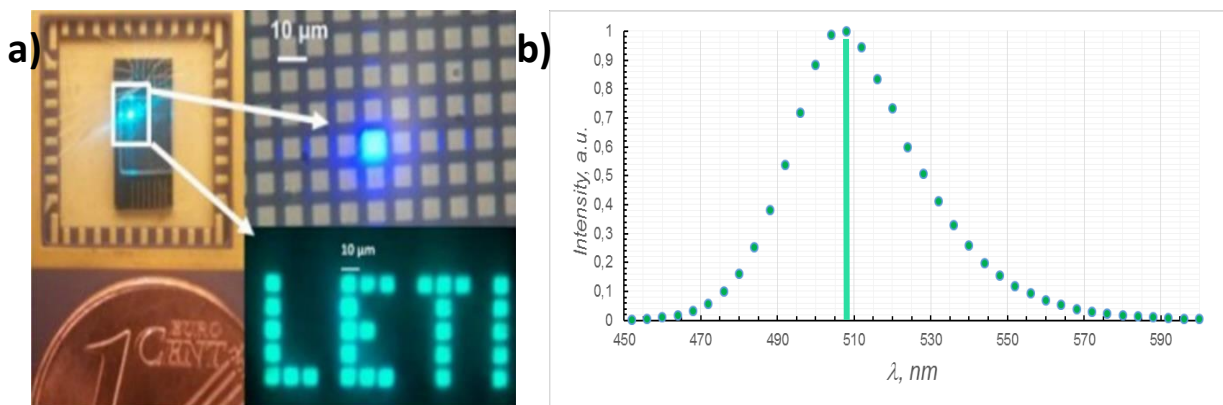 a)
10 µm
10 µm
LETI
1
EURO
CENT
b)
1
0,9
0,8
0,7
0,6
0,5
0,4
0,3
0,2
0,1
0
Intensity, a.u.
450 470 490 510 530 550 570 590
λ, nm